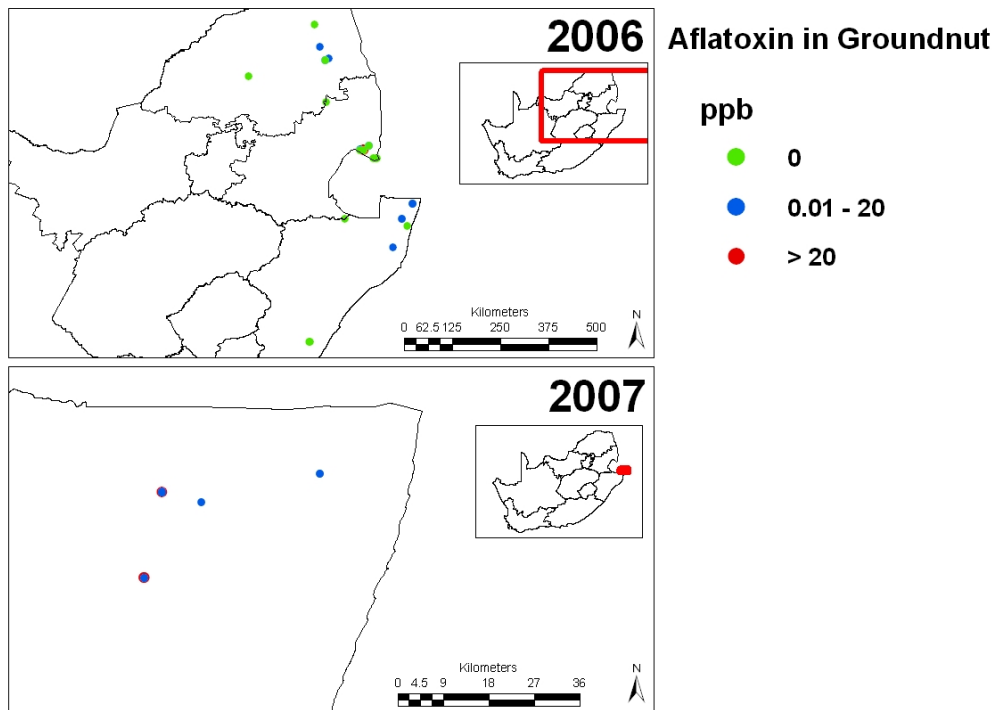 2006
Aflatoxin in Groundnut
ppb
0
0.01 - 20
> 20
Kilometers
0 62.5 125 250 375 500
N
2007
Kilometers
0 4.5 9 18 27 36
N